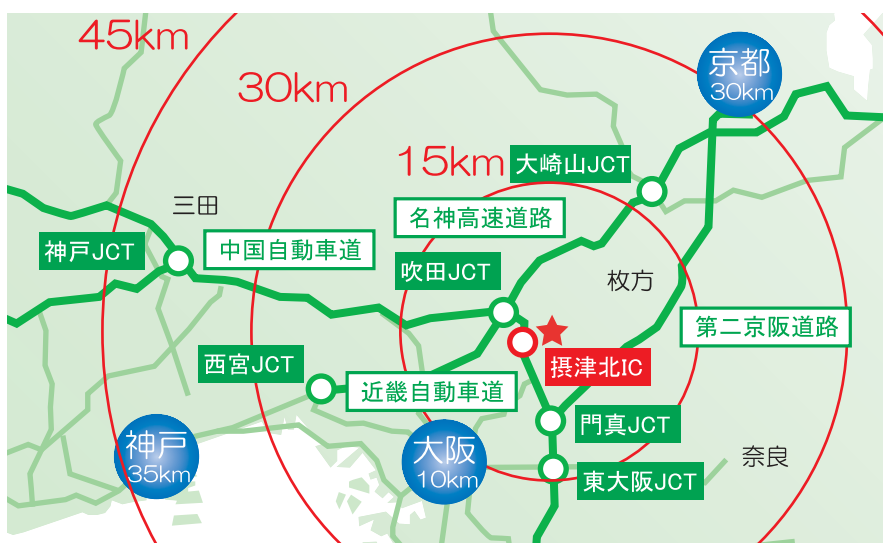 45km
京都
30km
30km
15km
大崎山JCT
三田
名神高速道路
神戸JCT
中国自動車道
吹田JCT
枚方
第二京阪道路
西宮JCT
摂津北IC
近畿自動車道
門真JCT
神戸
35km
大阪
10km
奈良
東大阪JCT